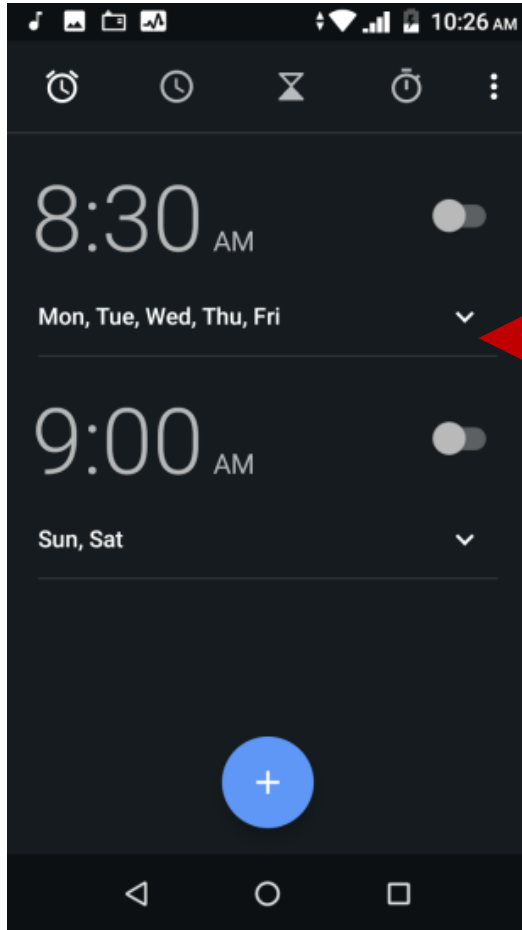 10:26 AM
8:30 AM
Mon, Tue, Wed, Thu, Fri
9:00 AM
Sun, Sat